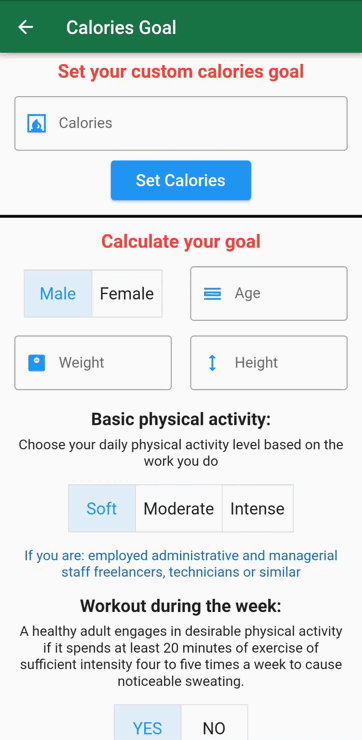 Calories Goal
Set your custom calories goal
Calories
Set Calories
Calculate your goal
Male Female Age
Weight Height
Basic physical activity:
Choose your daily physical activity level based on the
work you do
Soft Moderate Intense
If you are: employed administrative and managerial
staff freelancers, technicians or similar
Workout during the week:
A healthy adult engages in desirable physical activity
if it spends at least 20 minutes of exercise of
sufficient intensity four to five times a week to cause
noticeable sweating.
YES NO